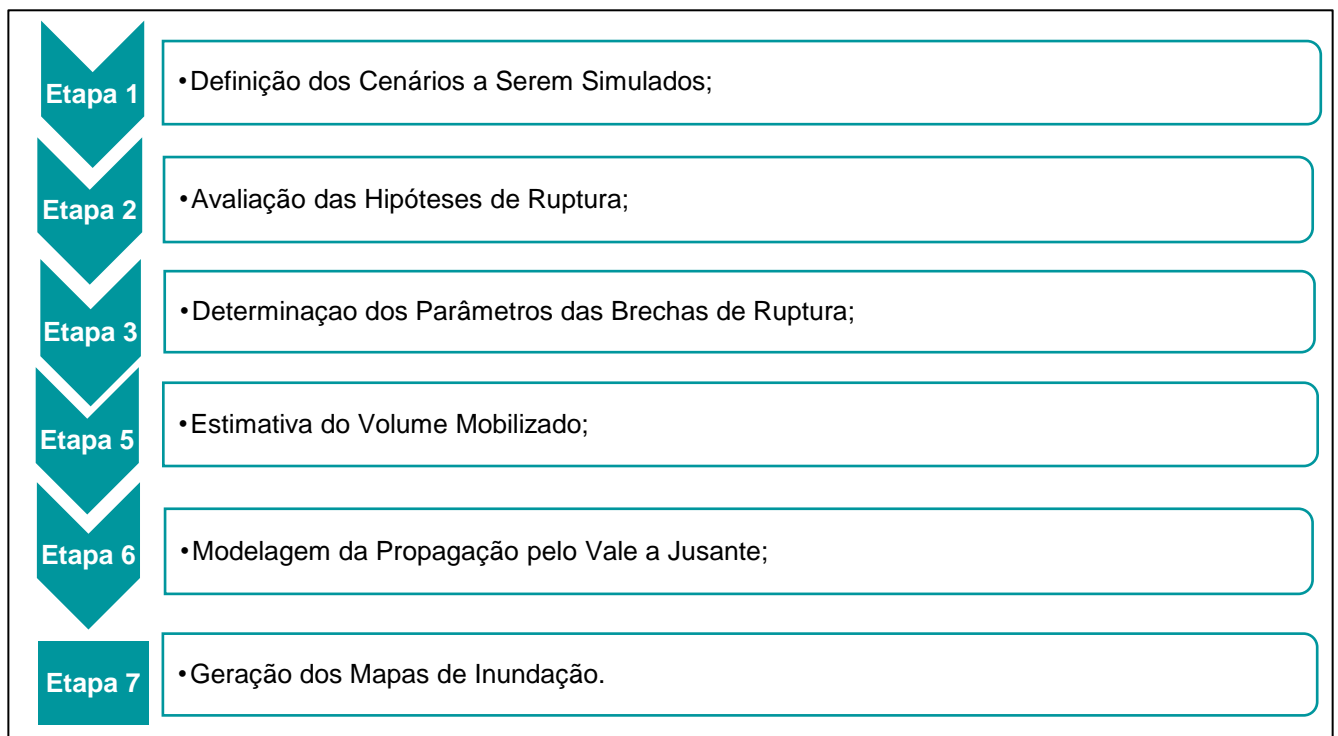 Etapa 1
•Definição dos Cenários a Serem Simulados;
Etapa 2
•Avaliação das Hipóteses de Ruptura;
Etapa 3
•Determinaçao dos Parâmetros das Brechas de Ruptura;
Etapa 5
•Estimativa do Volume Mobilizado;
Etapa 6
•Modelagem da Propagação pelo Vale a Jusante;
Etapa 7
•Geração dos Mapas de Inundação.